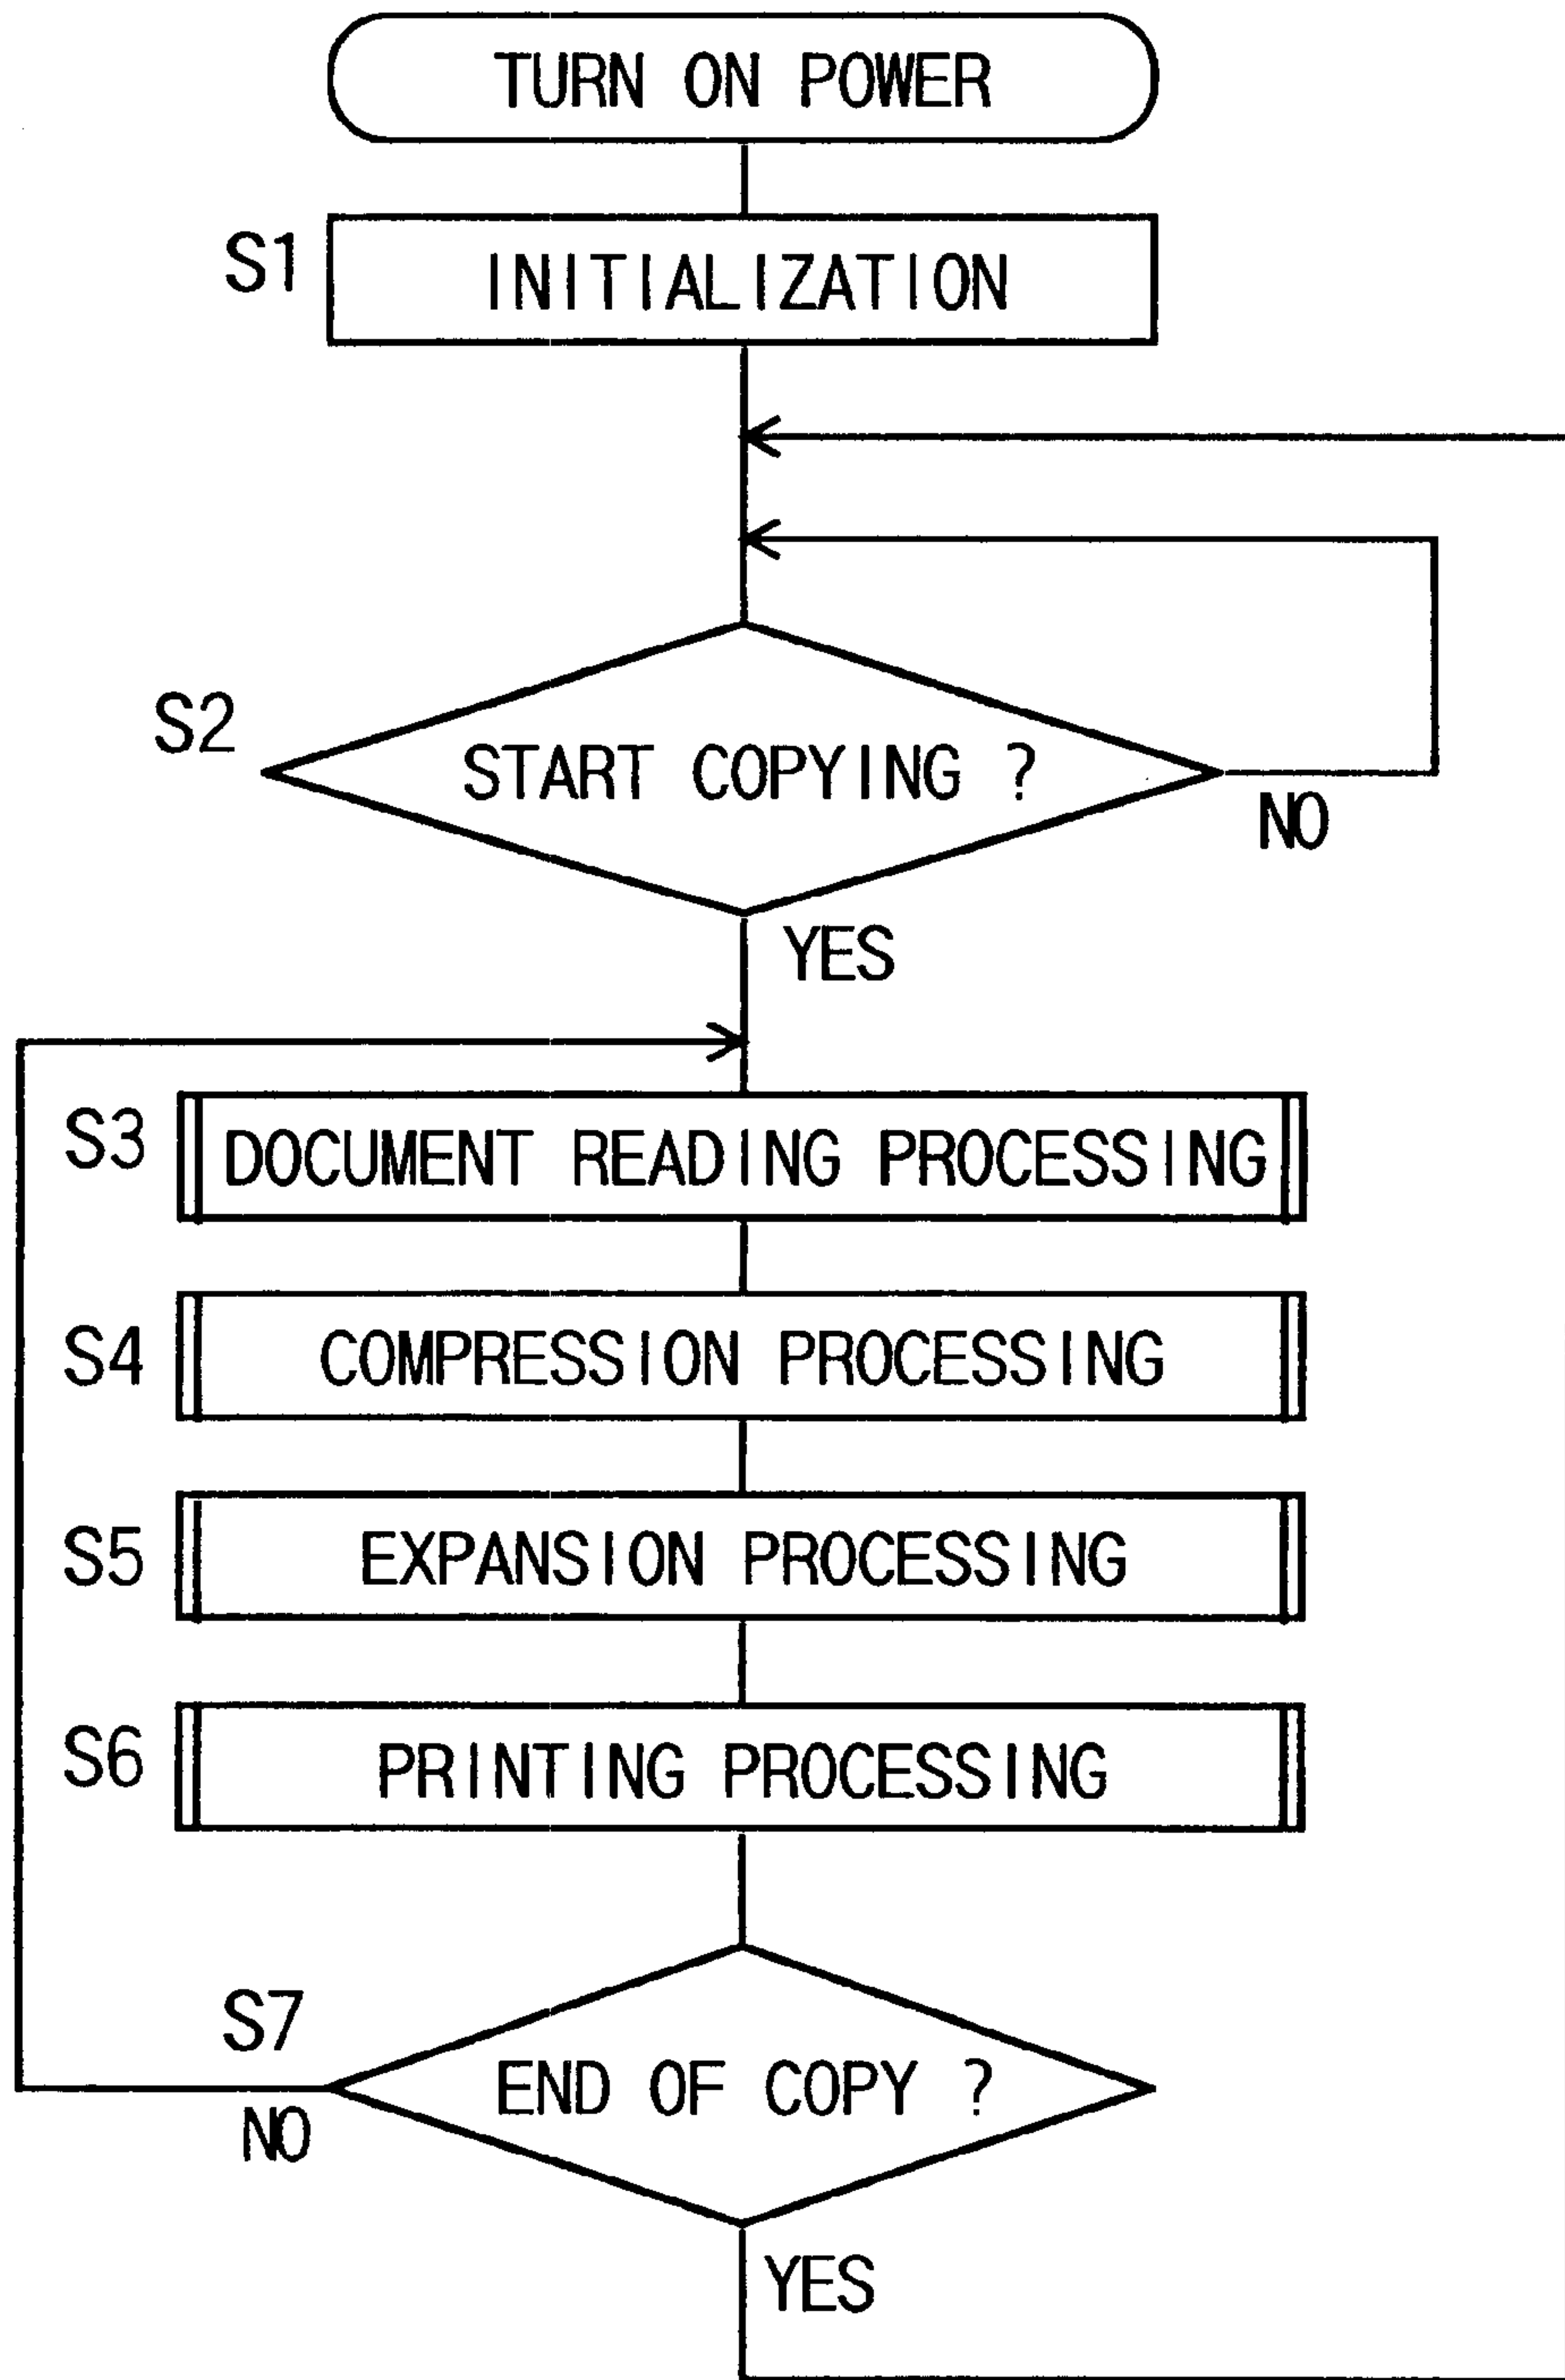 TURN ON POWER
S1
INITIALIZATION
S2
START COPYING ?
NO
YES
S3
DOCUMENT READING PROCESSING
S4
COMPRESSION PROCESSING
S5
EXPANSION PROCESSING
S6
PRINTING PROCESSING
S7
END OF COPY ?
NO
YES